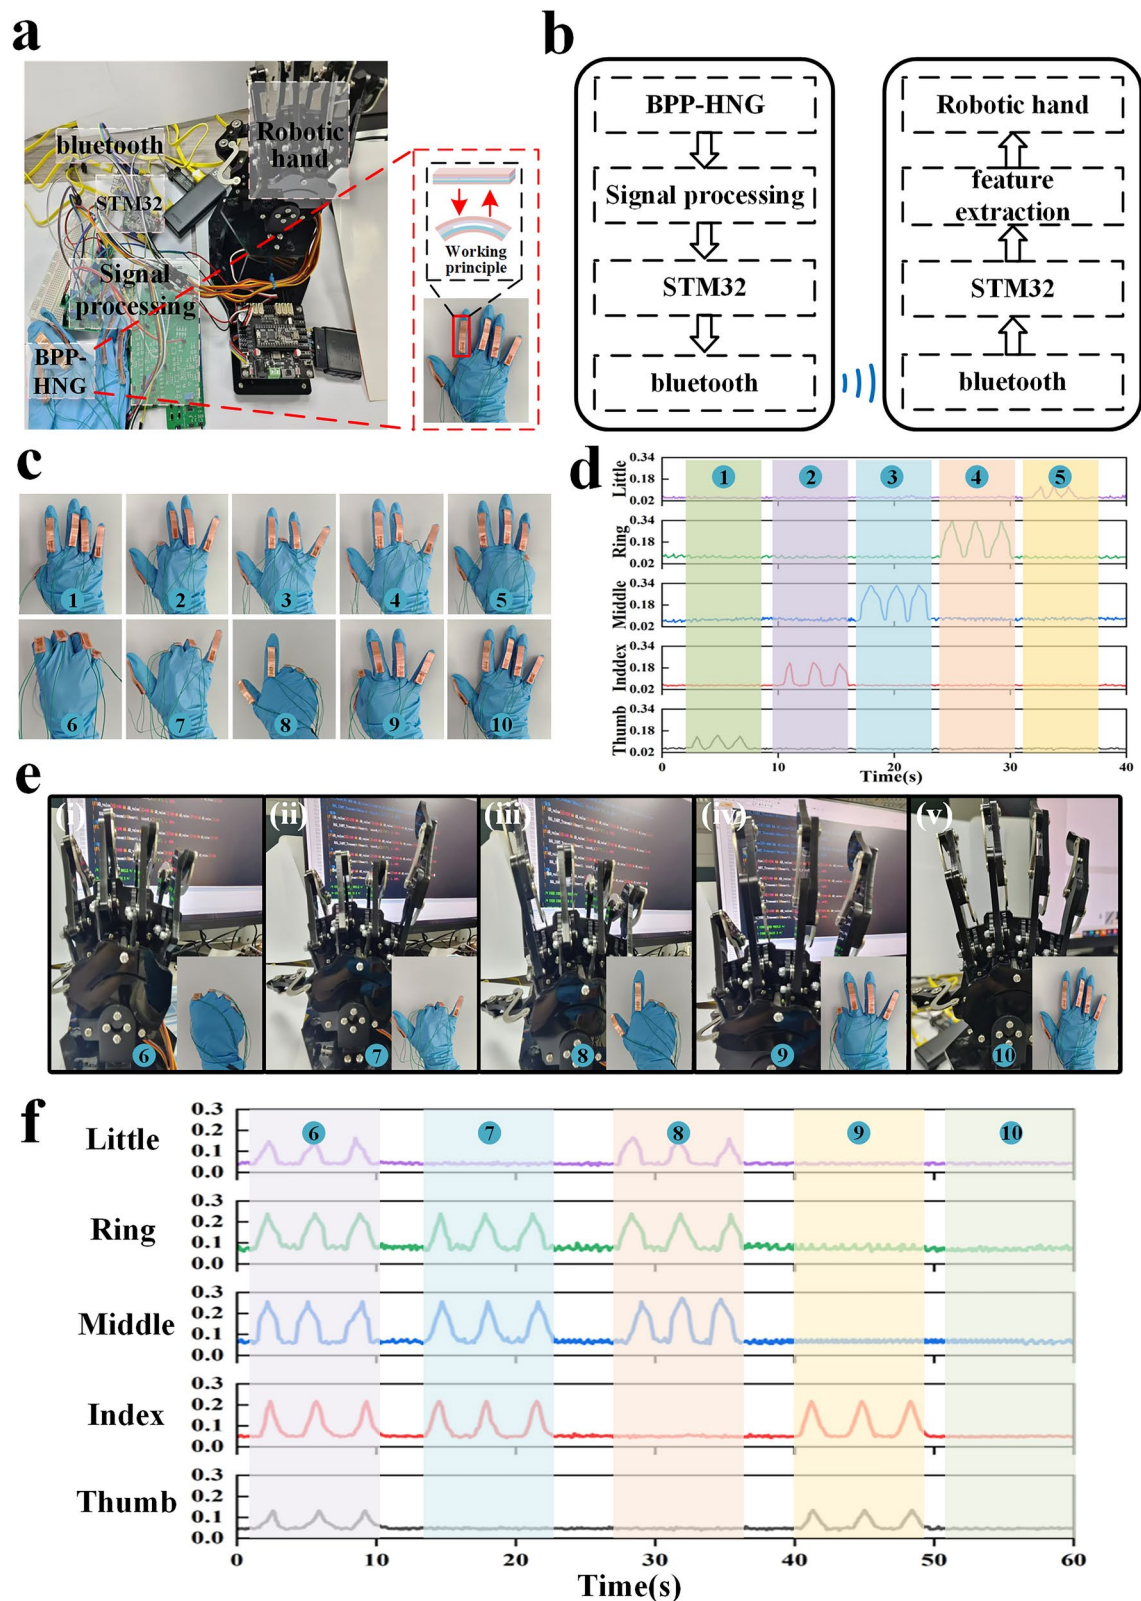 a
bluetooth
Robotic
hand
STM32
Signal
processing
BPP-
HNG
Working
principle
b
BPP-HNG
Signal processing
STM32
bluetooth
Robotic hand
feature
extraction
STM32
bluetooth
c
1
2
3
4
5
6
7
8
9
10
d
1
2
3
4
5
Little
0.34
0.18
0.02
Ring
0.34
0.18
0.02
Middle
0.34
0.18
0.02
Inddex
0.34
0.18
0.02
Thumb
0.34
0.18
0.02
0
10
20
30
40
Time(s)
e
(i)
6
(ii)
7
(iii)
8
(iv)
9
(v)
10
f
6
7
8
9
10
Little
0.3
0.2
0.1
0.0
Ring
0.3
0.2
0.1
0.0
Middle
0.3
0.2
0.1
0.0
Index
0.3
0.2
0.1
0.0
Thumb
0.3
0.2
0.1
0.0
0
10
20
30
40
50
60
Time(s)